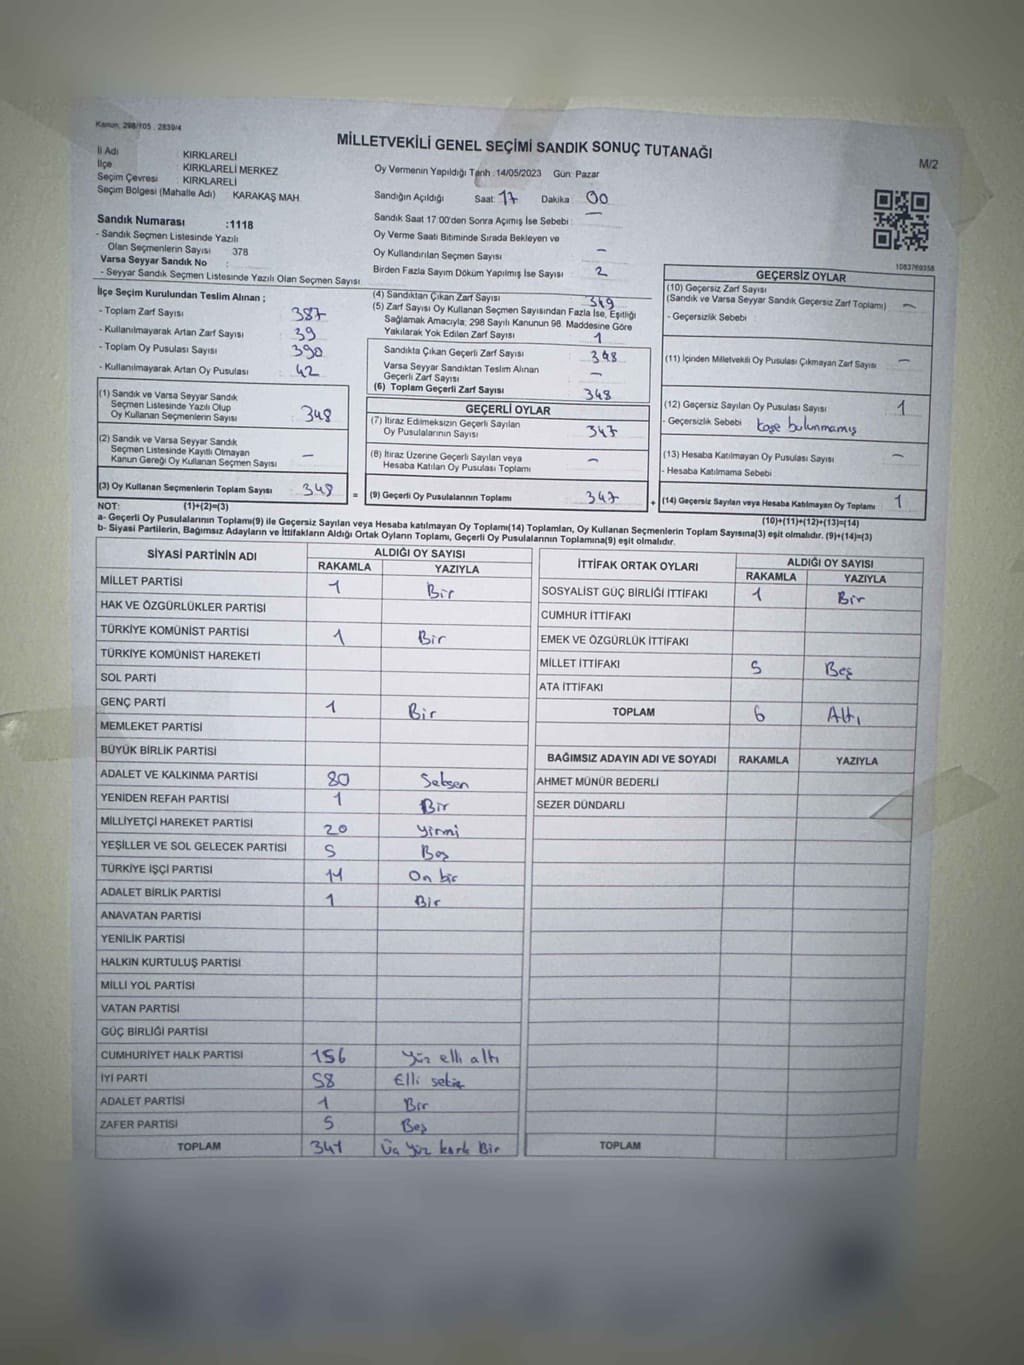 Kanun: 298/105 , 2839/4
MİLLETVEKİLİ GENEL SEÇİMİ SANDIK SONUÇ TUTANAĞI
M/2
İl Adı : KIRKLARELİ
İlçe : KIRKLARELİ MERKEZ
Seçim Çevresi : KIRKLARELİ
Seçim Bölgesi (Mahalle Adı) : KARAKAŞ MAH.
Oy Vermenin Yapıldığı Tarih :14/05/2023 Gün: Pazar
Sandığın Açıldığı Saat: 17 Dakika: 00
Sandık Saat 17:00'den Sonra Açımış İse Sebebi : —
Oy Verme Saati Bitiminde Sırada Bekleyen ve
Oy Kullandırılan Seçmen Sayısı : —
Birden Fazla Sayım Döküm Yapılmış İse Sayısı : 2
Sandık Numarası :1118
- Sandık Seçmen Listesinde Yazılı
Olan Seçmenlerin Sayısı : 378
Varsa Seyyar Sandık No :
- Seyyar Sandık Seçmen Listesinde Yazılı Olan Seçmen Sayısı :
1083769358
İlçe Seçim Kurulundan Teslim Alınan ;
- Toplam Zarf Sayısı : 387
- Kullanılmayarak Artan Zarf Sayısı : 39
- Toplam Oy Pusulası Sayısı : 390
- Kullanılmayarak Artan Oy Pusulası : 42
(1) Sandık ve Varsa Seyyar Sandık
Seçmen Listesinde Yazılı Olup
Oy Kullanan Seçmenlerin Sayısı : 348
(2) Sandık ve Varsa Seyyar Sandık
Seçmen Listesinde Kayıtlı Olmayan
Kanun Gereği Oy Kullanan Seçmen Sayısı : —
(3) Oy Kullanan Seçmenlerin Toplam Sayısı : 348 =
(4) Sandıktan Çıkan Zarf Sayısı : 349
(5) Zarf Sayısı Oy Kullanan Seçmen Sayısından Fazla İse, Eşitliği
Sağlamak Amacıyla, 298 Sayılı Kanunun 98. Maddesine Göre
Yakılarak Yok Edilen Zarf Sayısı : 1
Sandıkta Çıkan Geçerli Zarf Sayısı : 348
Varsa Seyyar Sandıktan Teslim Alınan
Geçerli Zarf Sayısı : —
(6) Toplam Geçerli Zarf Sayısı : 348
GEÇERLİ OYLAR
(7) İtiraz Edilmeksizin Geçerli Sayılan
Oy Pusulalarının Sayısı : 347
(8) İtiraz Üzerine Geçerli Sayılan veya
Hesaba Katılan Oy Pusulası Toplamı : —
(9) Geçerli Oy Pusulalarının Toplamı : 347 +
GEÇERSİZ OYLAR
(10) Geçersiz Zarf Sayısı
(Sandık ve Varsa Seyyar Sandık Geçersiz Zarf Toplamı) : —
- Geçersizlik Sebebi :
(11) İçinden Milletvekili Oy Pusulası Çıkmayan Zarf Sayısı : —
(12) Geçersiz Sayılan Oy Pusulası Sayısı : 1
- Geçersizlik Sebebi : kaşe bulunmamış
(13) Hesaba Katılmayan Oy Pusulası Sayısı : —
- Hesaba Katılmama Sebebi :
(14) Geçersiz Sayılan veya Hesaba Katılmayan Oy Toplamı : 1
NOT: (1)+(2)=(3)
(10)+(11)+(12)+(13)=(14)
a- Geçerli Oy Pusulalarının Toplamı(9) ile Geçersiz Sayılan veya Hesaba katılmayan Oy Toplamı(14) Toplamları, Oy Kullanan Seçmenlerin Toplam Sayısına(3) eşit olmalıdır. (9)+(14)=(3)
b- Siyasi Partilerin, Bağımsız Adayların ve İttifakların Aldığı Ortak Oyların Toplamı, Geçerli Oy Pusulalarının Toplamına(9) eşit olmalıdır.
SİYASİ PARTİNİN ADI ALDIĞI OY SAYISI
RAKAMLA YAZIYLA
MİLLET PARTİSİ 1 Bir
HAK VE ÖZGÜRLÜKLER PARTİSİ
TÜRKİYE KOMÜNİST PARTİSİ 1 Bir
TÜRKİYE KOMÜNİST HAREKETİ
SOL PARTİ
GENÇ PARTİ 1 Bir
MEMLEKET PARTİSİ
BÜYÜK BİRLİK PARTİSİ
ADALET VE KALKINMA PARTİSİ 80 Seksen
YENİDEN REFAH PARTİSİ 1 Bir
MİLLİYETÇİ HAREKET PARTİSİ 20 yirmi
YEŞİLLER VE SOL GELECEK PARTİSİ 5 Beş
TÜRKİYE İŞÇİ PARTİSİ 11 On bir
ADALET BİRLİK PARTİSİ 1 Bir
ANAVATAN PARTİSİ
YENİLİK PARTİSİ
HALKIN KURTULUŞ PARTİSİ
MİLLİ YOL PARTİSİ
VATAN PARTİSİ
GÜÇ BİRLİĞİ PARTİSİ
CUMHURİYET HALK PARTİSİ 156 Yüz elli altı
İYİ PARTİ 58 Elli sekiz
ADALET PARTİSİ 1 Bir
ZAFER PARTİSİ 5 Beş
TOPLAM 341 Üç yüz kırk Bir
İTTİFAK ORTAK OYLARI ALDIĞI OY SAYISI
RAKAMLA YAZIYLA
SOSYALİST GÜÇ BİRLİĞİ İTTİFAKI 1 Bir
CUMHUR İTTİFAKI
EMEK VE ÖZGÜRLÜK İTTİFAKI
MİLLET İTTİFAKI 5 Beş
ATA İTTİFAKI
TOPLAM 6 Altı
BAĞIMSIZ ADAYIN ADI VE SOYADI RAKAMLA YAZIYLA
AHMET MÜNÜR BEDERLİ
SEZER DÜNDARLI
TOPLAM